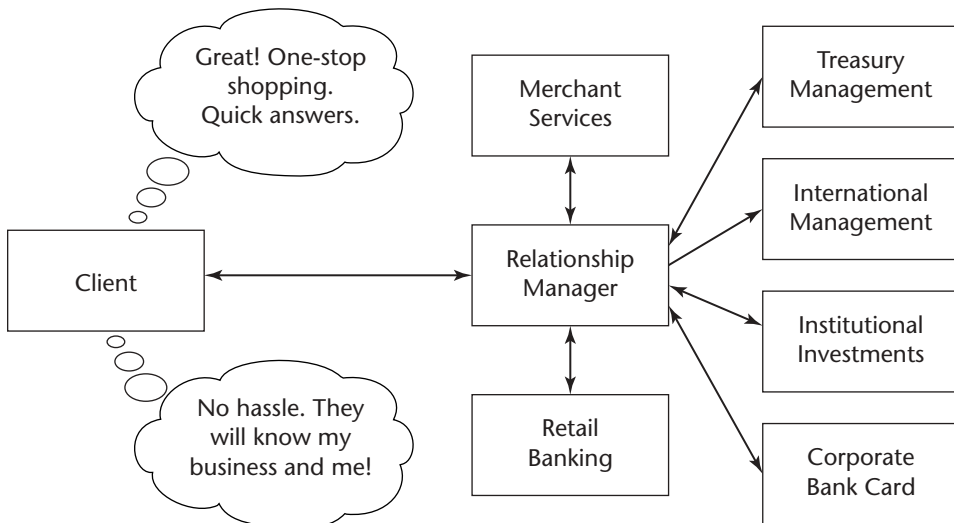 Great! One-stop
shopping.
Quick answers.
Client
No hassle. They
will know my
business and me!
Merchant
Services
Relationship
Manager
Retail
Banking
Treasury
Management
International
Management
Institutional
Investments
Corporate
Bank Card